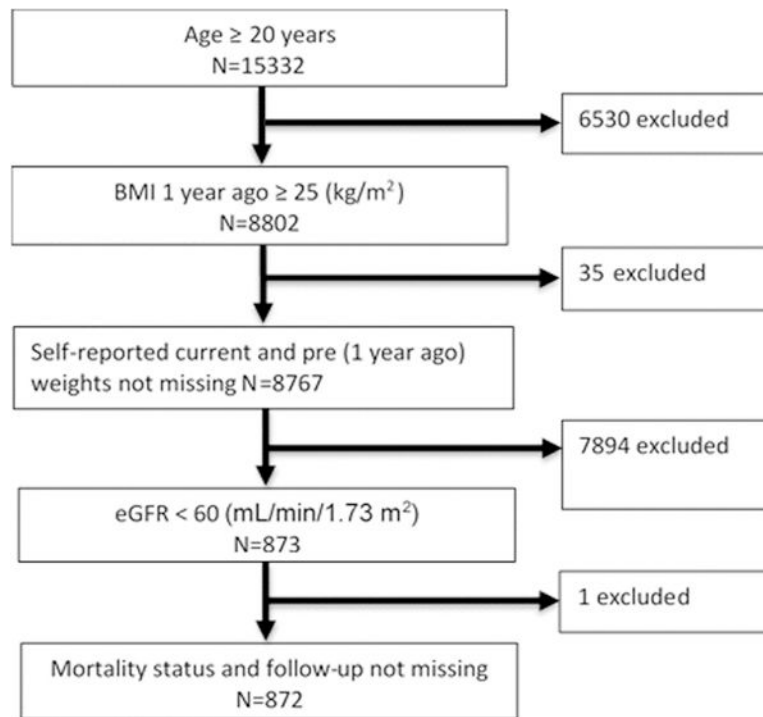 Age ≥ 20 years
N=15332
6530 excluded
BMI 1 year ago ≥ 25 (kg/m²)
N=8802
35 excluded
Self-reported current and pre (1 year ago)
weights not missing N=8767
7894 excluded
eGFR < 60 (mL/min/1.73 m²)
N=873
1 excluded
Mortality status and follow-up not missing
N=872